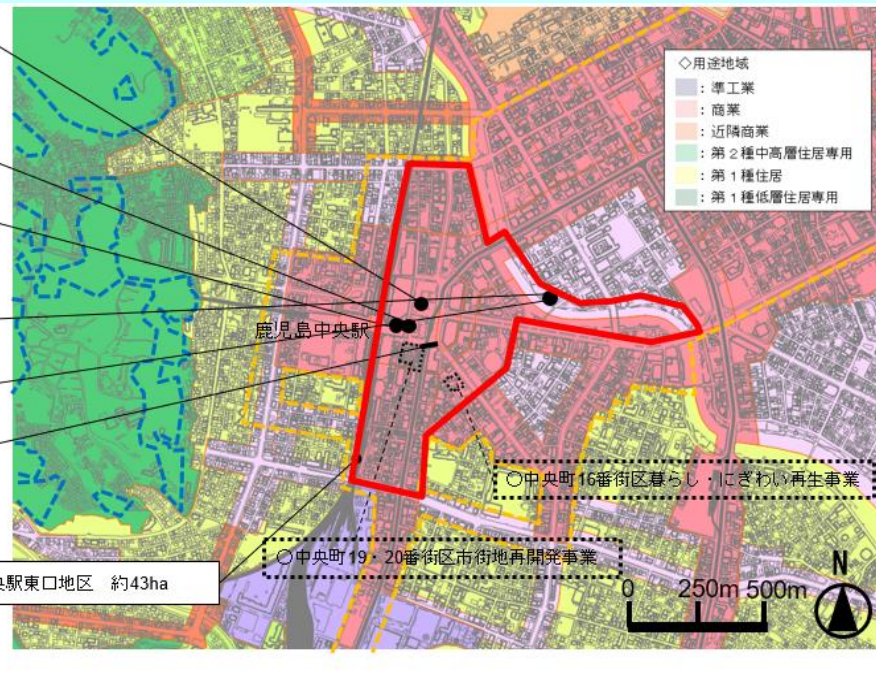 ◇用途地域
：準工業
：商業
：近隣商業
：第２種中高層住居専用
：第１種住居
：第１種低層住居専用
鹿児島中央駅
〇中央町16番街区暮らし・にぎわい再生事業
〇中央町19・20番街区市街地再開発事業
央駅東口地区　約43ha
0 250m 500m
N